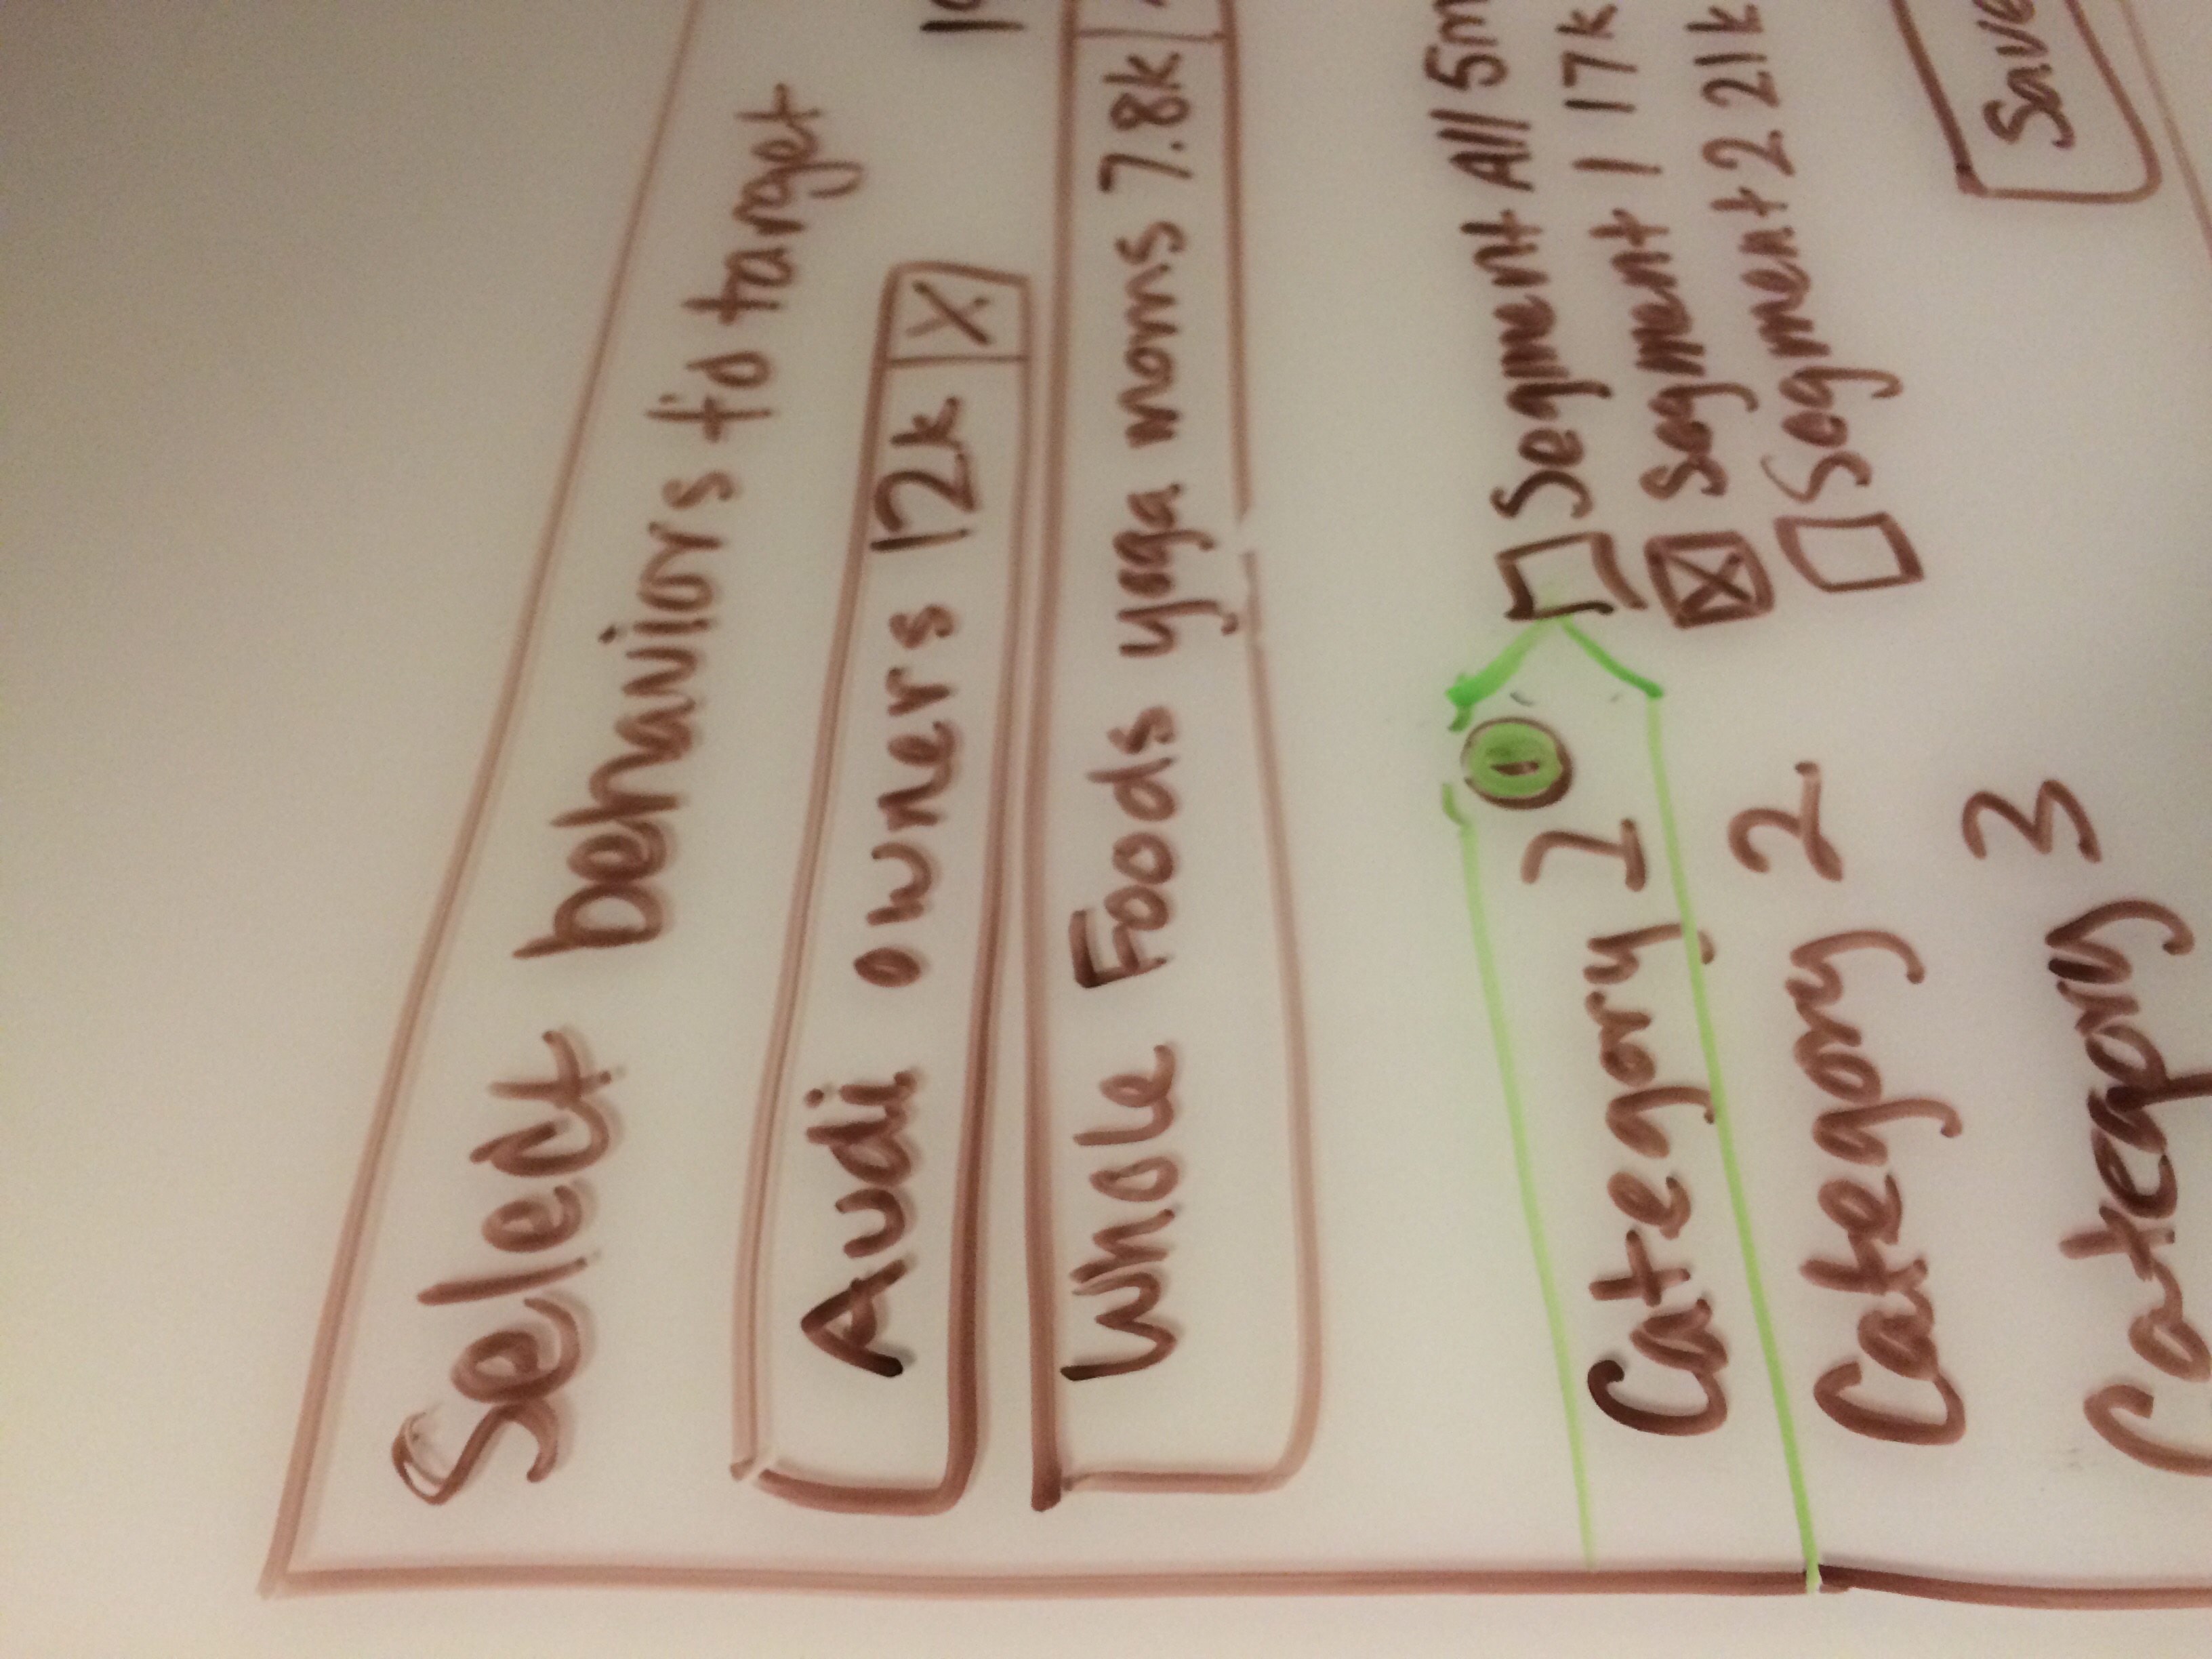 Select behaviors to target
Audi owners 12k X
Whole Foods yoga moms 7.8k
Category 1 1
Category 2
Category 3
Segment All 5m
Segment 1 17k
Segment 2 21k
Save